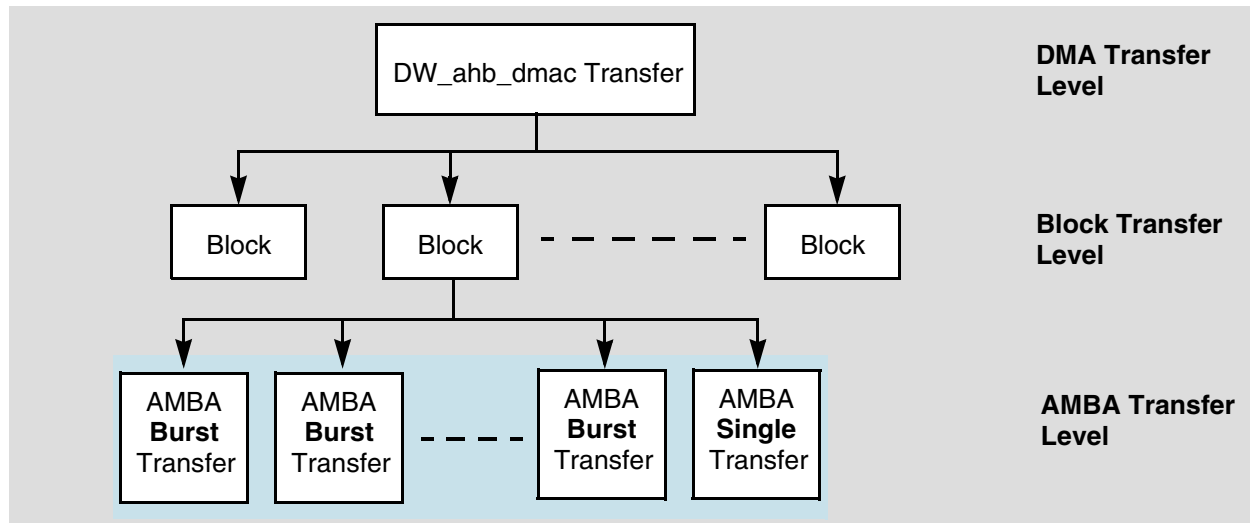 DW_ahb_dmac Transfer
DMA Transfer
Level
Block
Block
Block
Block Transfer
Level
AMBA
Burst
Transfer
AMBA
Burst
Transfer
AMBA
Burst
Transfer
AMBA
Single
Transfer
AMBA Transfer
Level